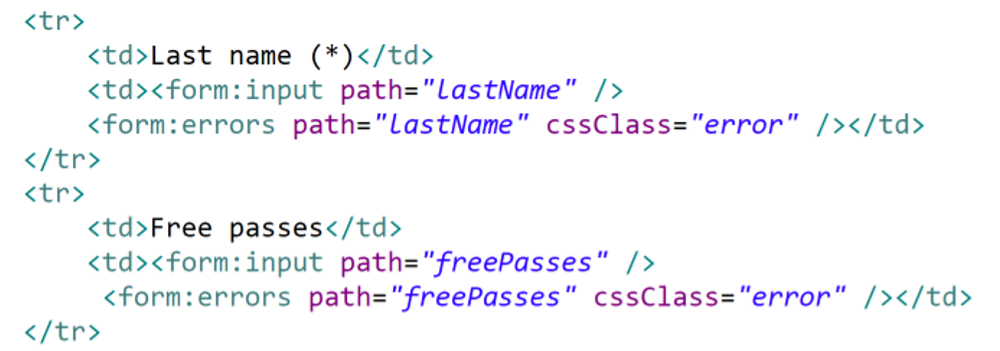 <tr>
    <td>Last name (*)</td>
    <td><form:input path="lastName" />
    <form:errors path="lastName" cssClass="error" /></td>
</tr>
<tr>
    <td>Free passes</td>
    <td><form:input path="freePasses" />
     <form:errors path="freePasses" cssClass="error" /></td>
</tr>